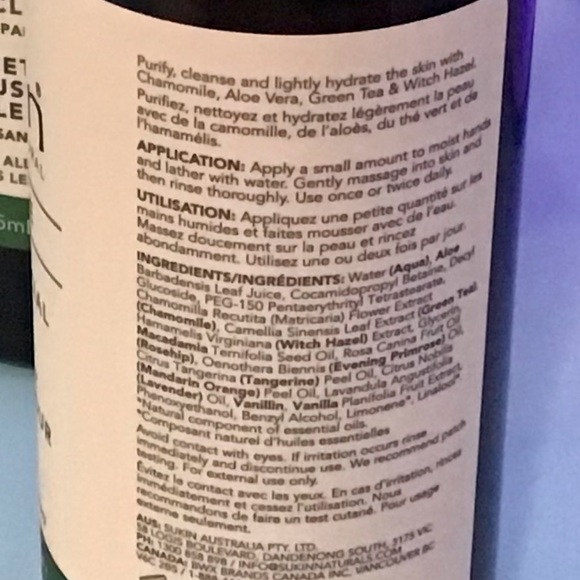 Purify, cleanse and lightly hydrate the skin with
Chamomile, Aloe Vera, Green Tea & Witch Hazel.
Purifiez, nettoyez et hydratez légèrement la peau
avec de la camomille, de l'aloès, du thé vert et de
l'hamamélis.
APPLICATION: Apply a small amount to moist hands
and lather with water. Gently massage into skin and
then rinse thoroughly. Use once or twice daily.
UTILISATION: Appliquez une petite quantité sur les
mains humides et faites mousser avec de l'eau.
Massez doucement sur la peau et rincez
abondamment. Utilisez une ou deux fois par jour.
INGREDIENTS/INGRÉDIENTS: Water (Aqua), Aloe
Barbadensis Leaf Juice, Cocamidopropyl Betaine, Decyl
Glucoside, PEG-150 Pentaerythrityl Tetrastearate,
Chamomilla Recutita (Matricaria) Flower Extract
(Chamomile), Camellia Sinensis Leaf Extract (Green Tea),
Hamamelis Virginiana (Witch Hazel) Extract, Glycerin,
Macadamia Ternifolia Seed Oil, Rosa Canina Fruit Oil
(Rosehip), Oenothera Biennis (Evening Primrose) Oil,
Citrus Tangerina (Tangerine) Peel Oil, Citrus Nobilis
(Mandarin Orange) Peel Oil, Lavandula Angustifolia
(Lavender) Oil, Vanillin, Vanilla Planifolia Fruit Extract,
Phenoxyethanol, Benzyl Alcohol, Limonene*, Linalool*.
*Natural component of essential oils.
*Composant naturel d'huiles essentielles
Avoid contact with eyes. If irritation occurs rinse
immediately and discontinue use. We recommend patch
testing. For external use only.
Évitez le contact avec les yeux. En cas d'irritation, rincez
immédiatement et cessez l'utilisation. Nous
recommandons de faire un test cutané. Pour usage
externe seulement.
AUS: SUKIN AUSTRALIA PTY. LTD.
58 LOGIS BOULEVARD, DANDENONG SOUTH, 3175 VIC
PH: 1300 858 898 / INFO@SUKINNATURALS.COM
CANADA: BWX BRANDS CANADA INC. VANCOUVER BC